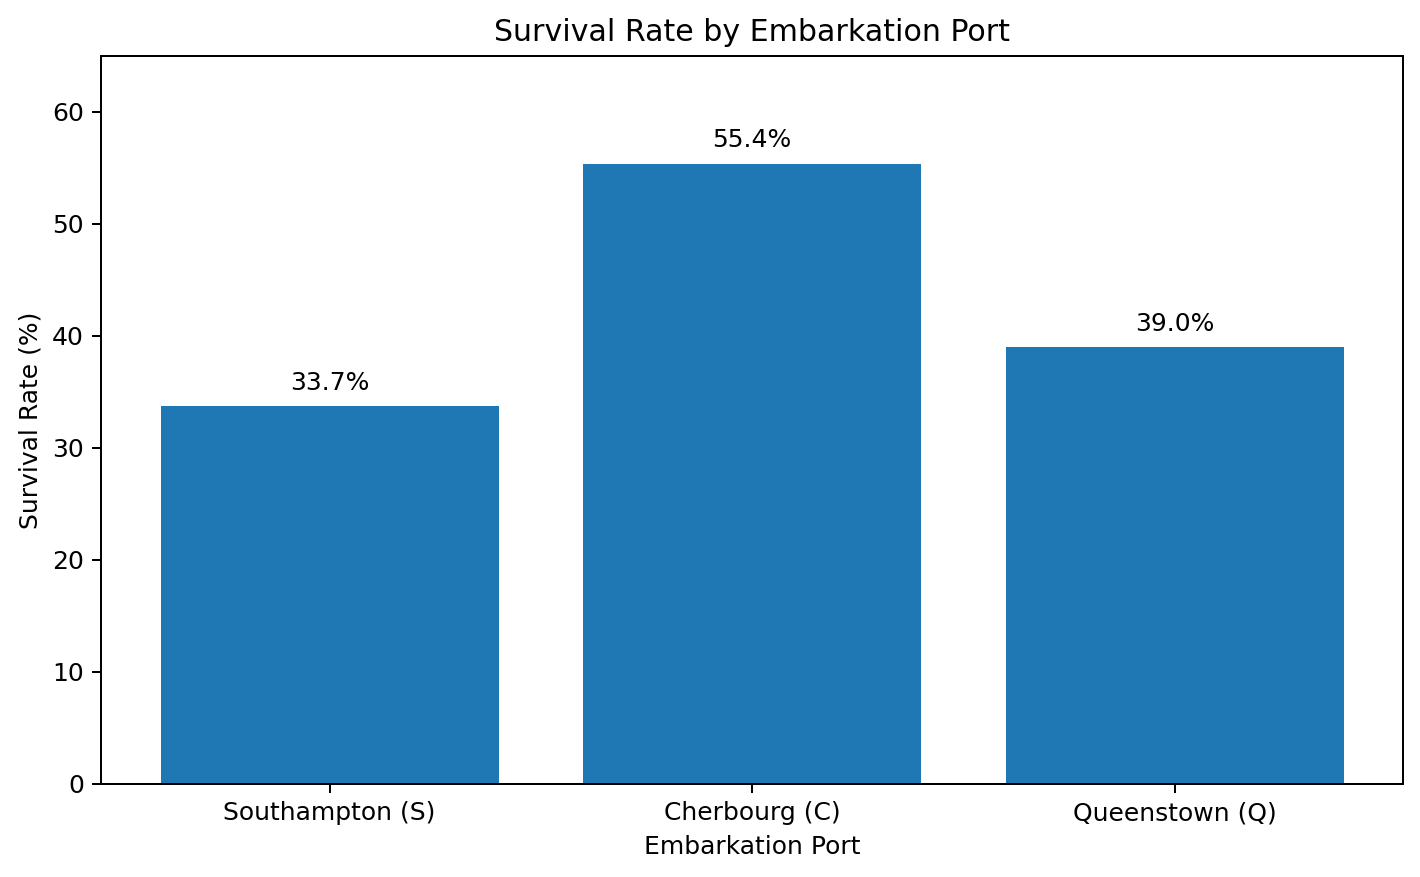 Survival Rate by Embarkation Port
60
50
40
30
20
10
0
Survival Rate (%)
33.7%
55.4%
39.0%
Southampton (S)
Cherbourg (C)
Queenstown (Q)
Embarkation Port